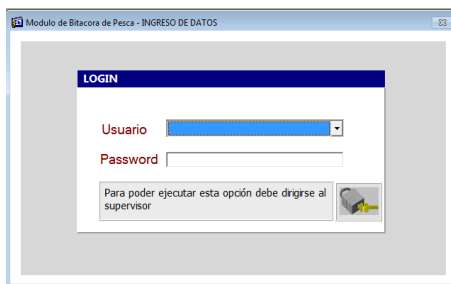 Modulo de Bitacora de Pesca - INGRESO DE DATOS
LOGIN
Usuario
Password
Para poder ejecutar esta opción debe dirigirse al
supervisor